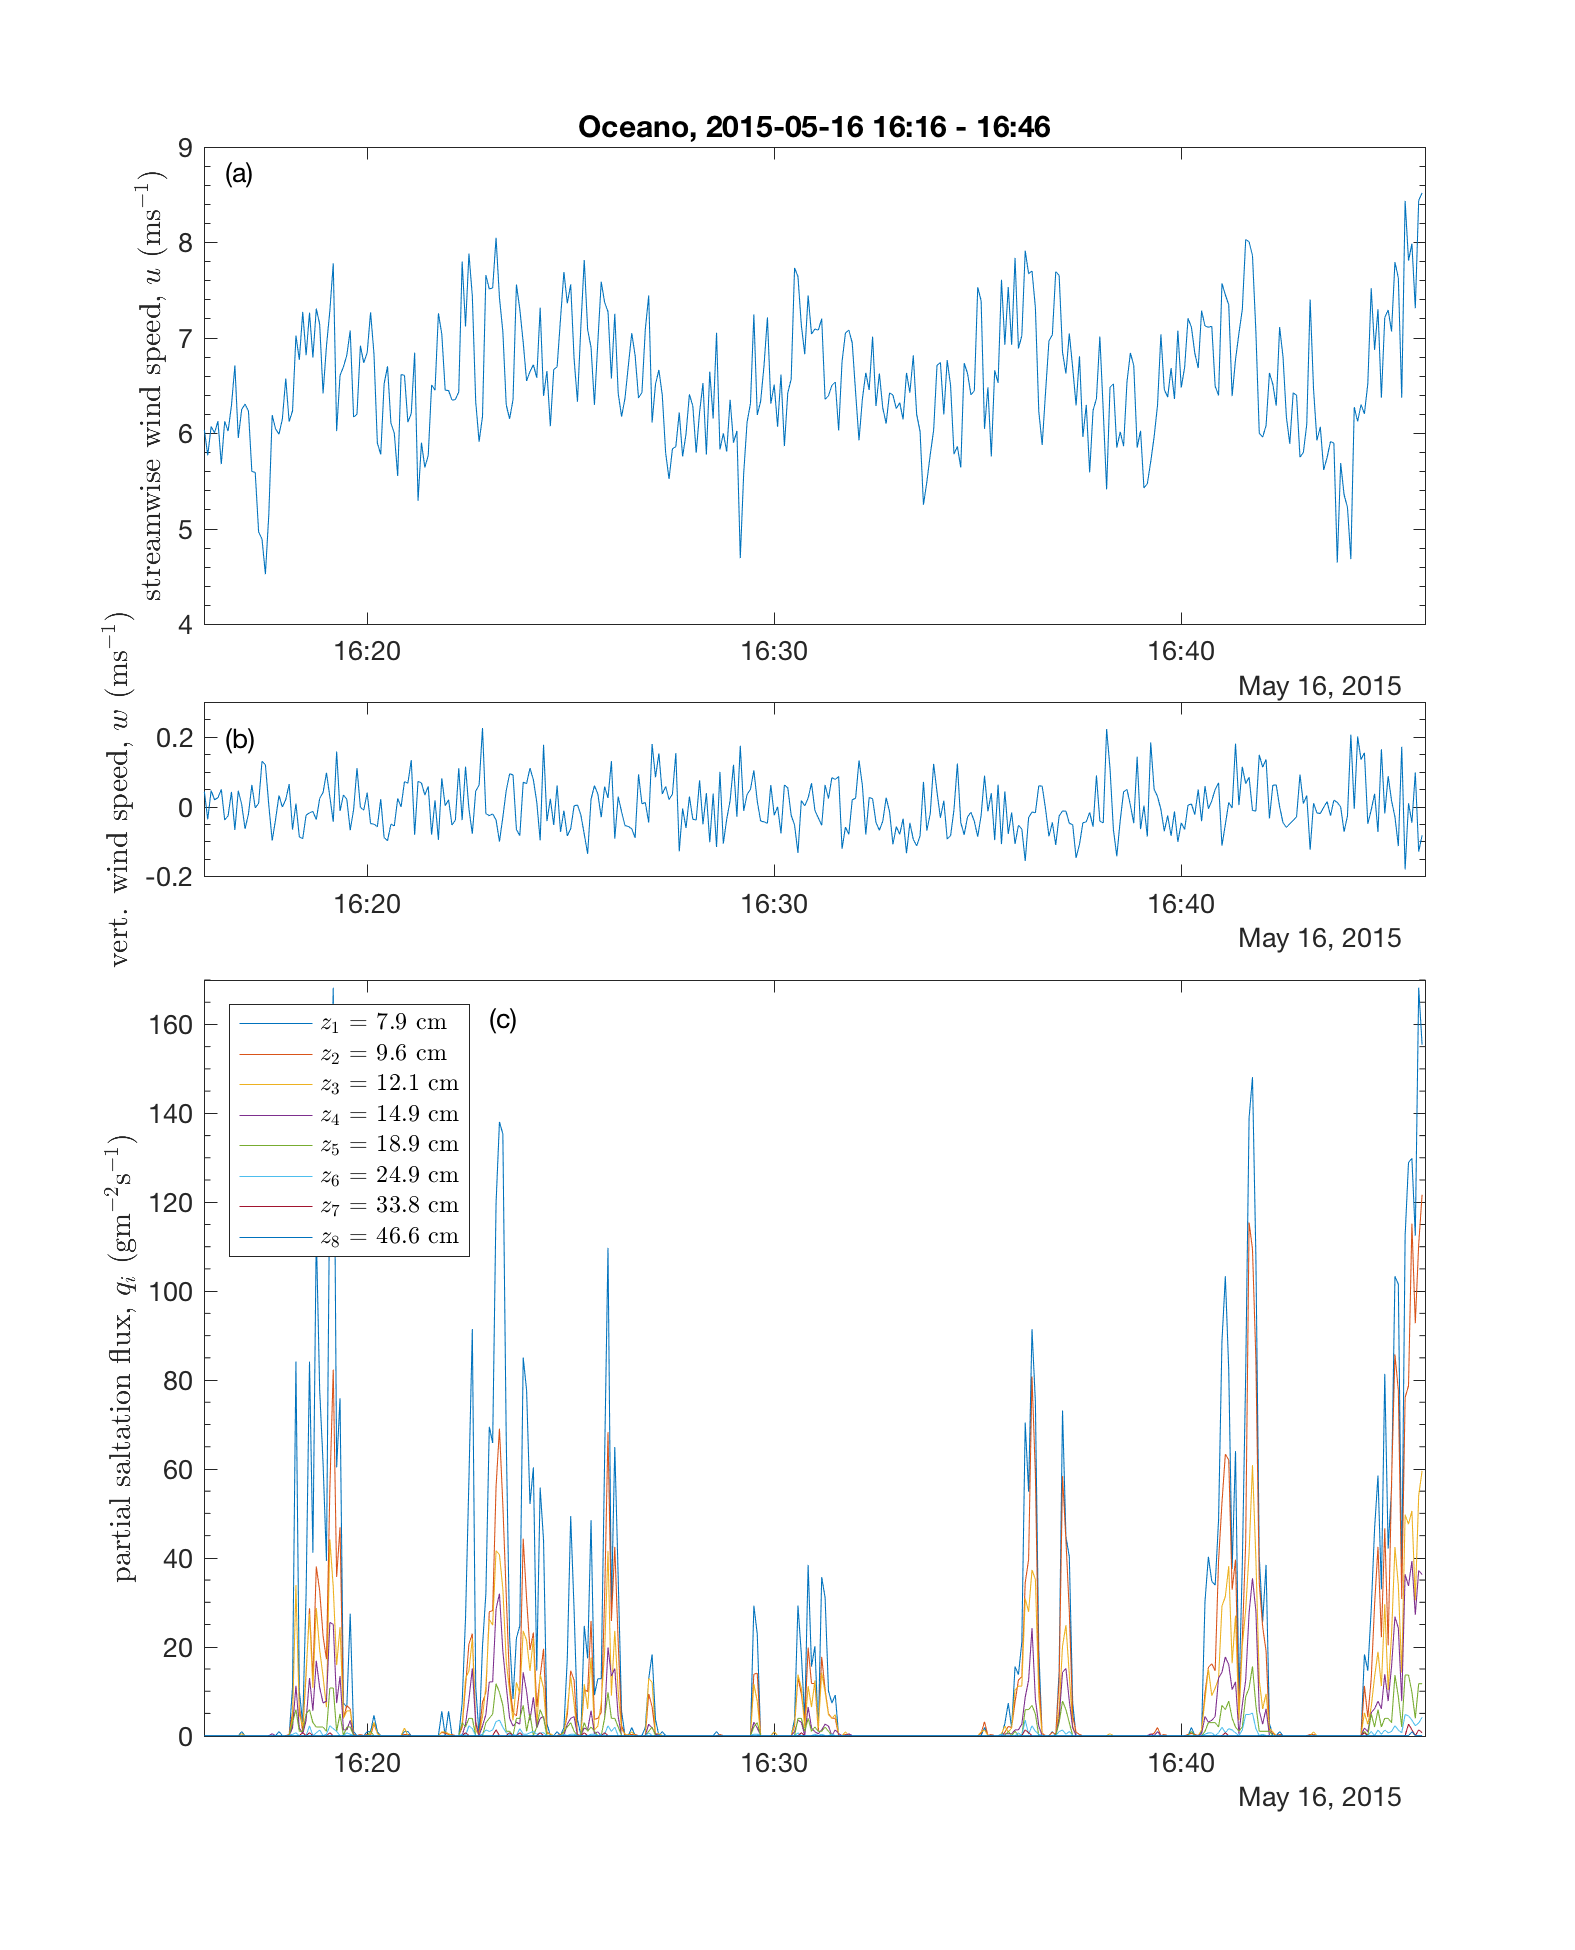 Oceano, 2015-05-16 16:16 - 16:46
streamwise wind speed, u (ms⁻¹)
(a)
9
8
7
6
5
4
16:20 16:30 16:40
May 16, 2015
vert. wind speed, w (ms⁻¹)
(b)
0.2
0
-0.2
16:20 16:30 16:40
May 16, 2015
partial saltation flux, qᵢ (gm⁻²s⁻¹)
(c)
z₁ = 7.9 cm
z₂ = 9.6 cm
z₃ = 12.1 cm
z₄ = 14.9 cm
z₅ = 18.9 cm
z₆ = 24.9 cm
z₇ = 33.8 cm
z₈ = 46.6 cm
160
140
120
100
80
60
40
20
0
16:20 16:30 16:40
May 16, 2015